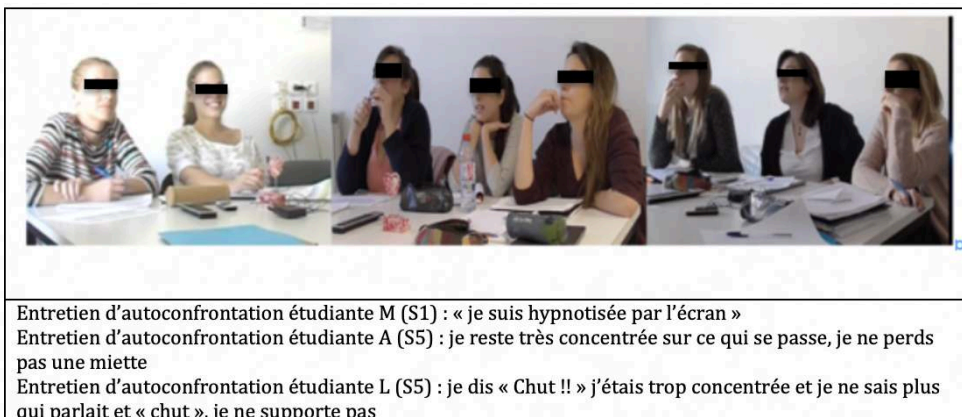 Entretien d’autoconfrontation étudiante M (S1) : « je suis hypnotisée par l’écran »
Entretien d’autoconfrontation étudiante A (S5) : je reste très concentrée sur ce qui se passe, je ne perds
pas une miette
Entretien d’autoconfrontation étudiante L (S5) : je dis « Chut !! » j’étais trop concentrée et je ne sais plus
qui parlait et « chut », je ne supporte pas